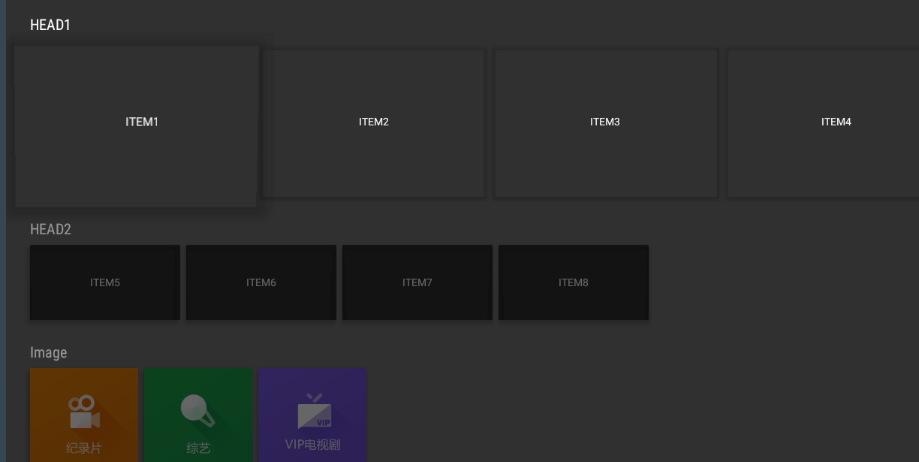 HEAD1
ITEM1 ITEM2 ITEM3 ITEM4
HEAD2
ITEM5 ITEM6 ITEM7 ITEM8
Image
VIP
纪录片 综艺 VIP电视剧